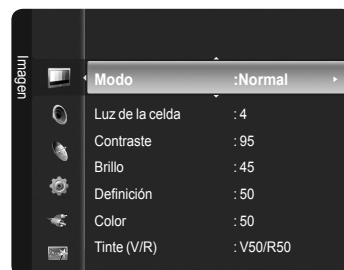 Imagen
Modo :Normal
Luz de la celda : 4
Contraste : 95
Brillo : 45
Definición : 50
Color : 50
Tinte (V/R) : V50/R50